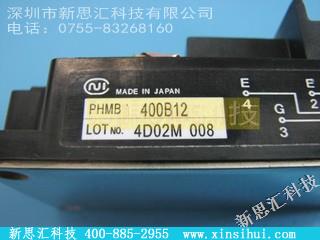 深圳市新思汇科技有限公司
电话：0755-83268160
MADE IN JAPAN
PHMB 400B12
LOT NO. 4D02M 008
E
4
E
2
G
3
技
新思汇科技
新思汇科技 400-885-2955 www.xinsihui.com